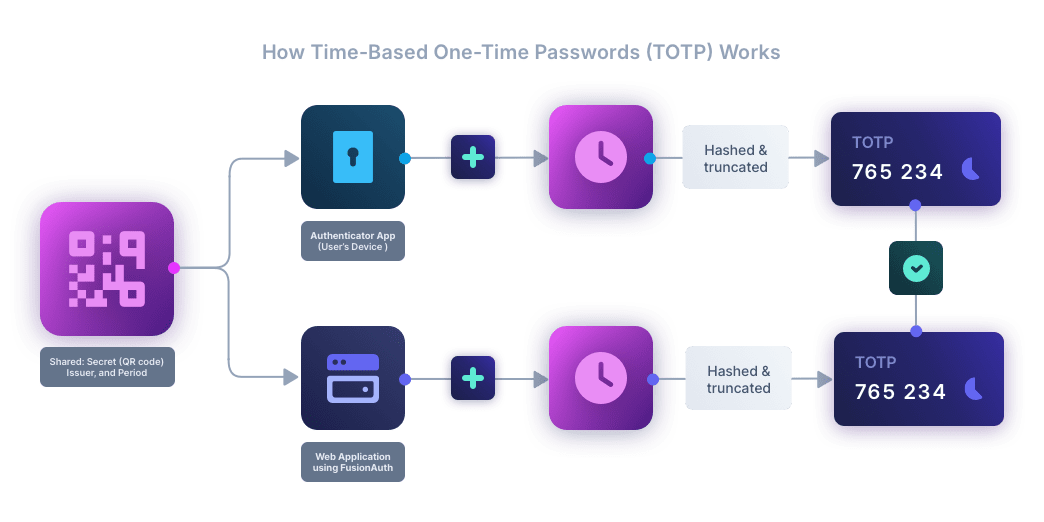 How Time-Based One-Time Passwords (TOTP) Works
Authenticator App
(User's Device )
Hashed &
truncated
TOTP
765 234
Shared: Secret (QR code)
Issuer, and Period
Web Application
using FusionAuth
Hashed &
truncated
TOTP
765 234